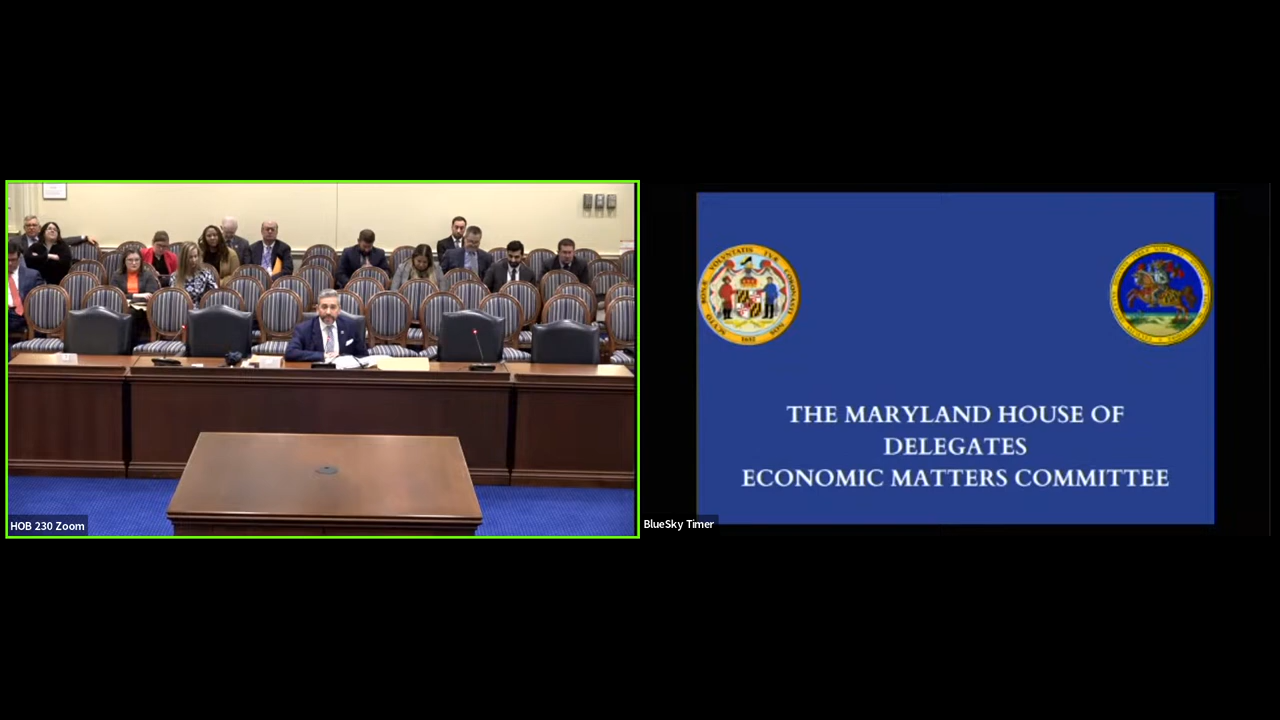 HOB 230 Zoom
BlueSky Timer
THE MARYLAND HOUSE OF
DELEGATES
ECONOMIC MATTERS COMMITTEE